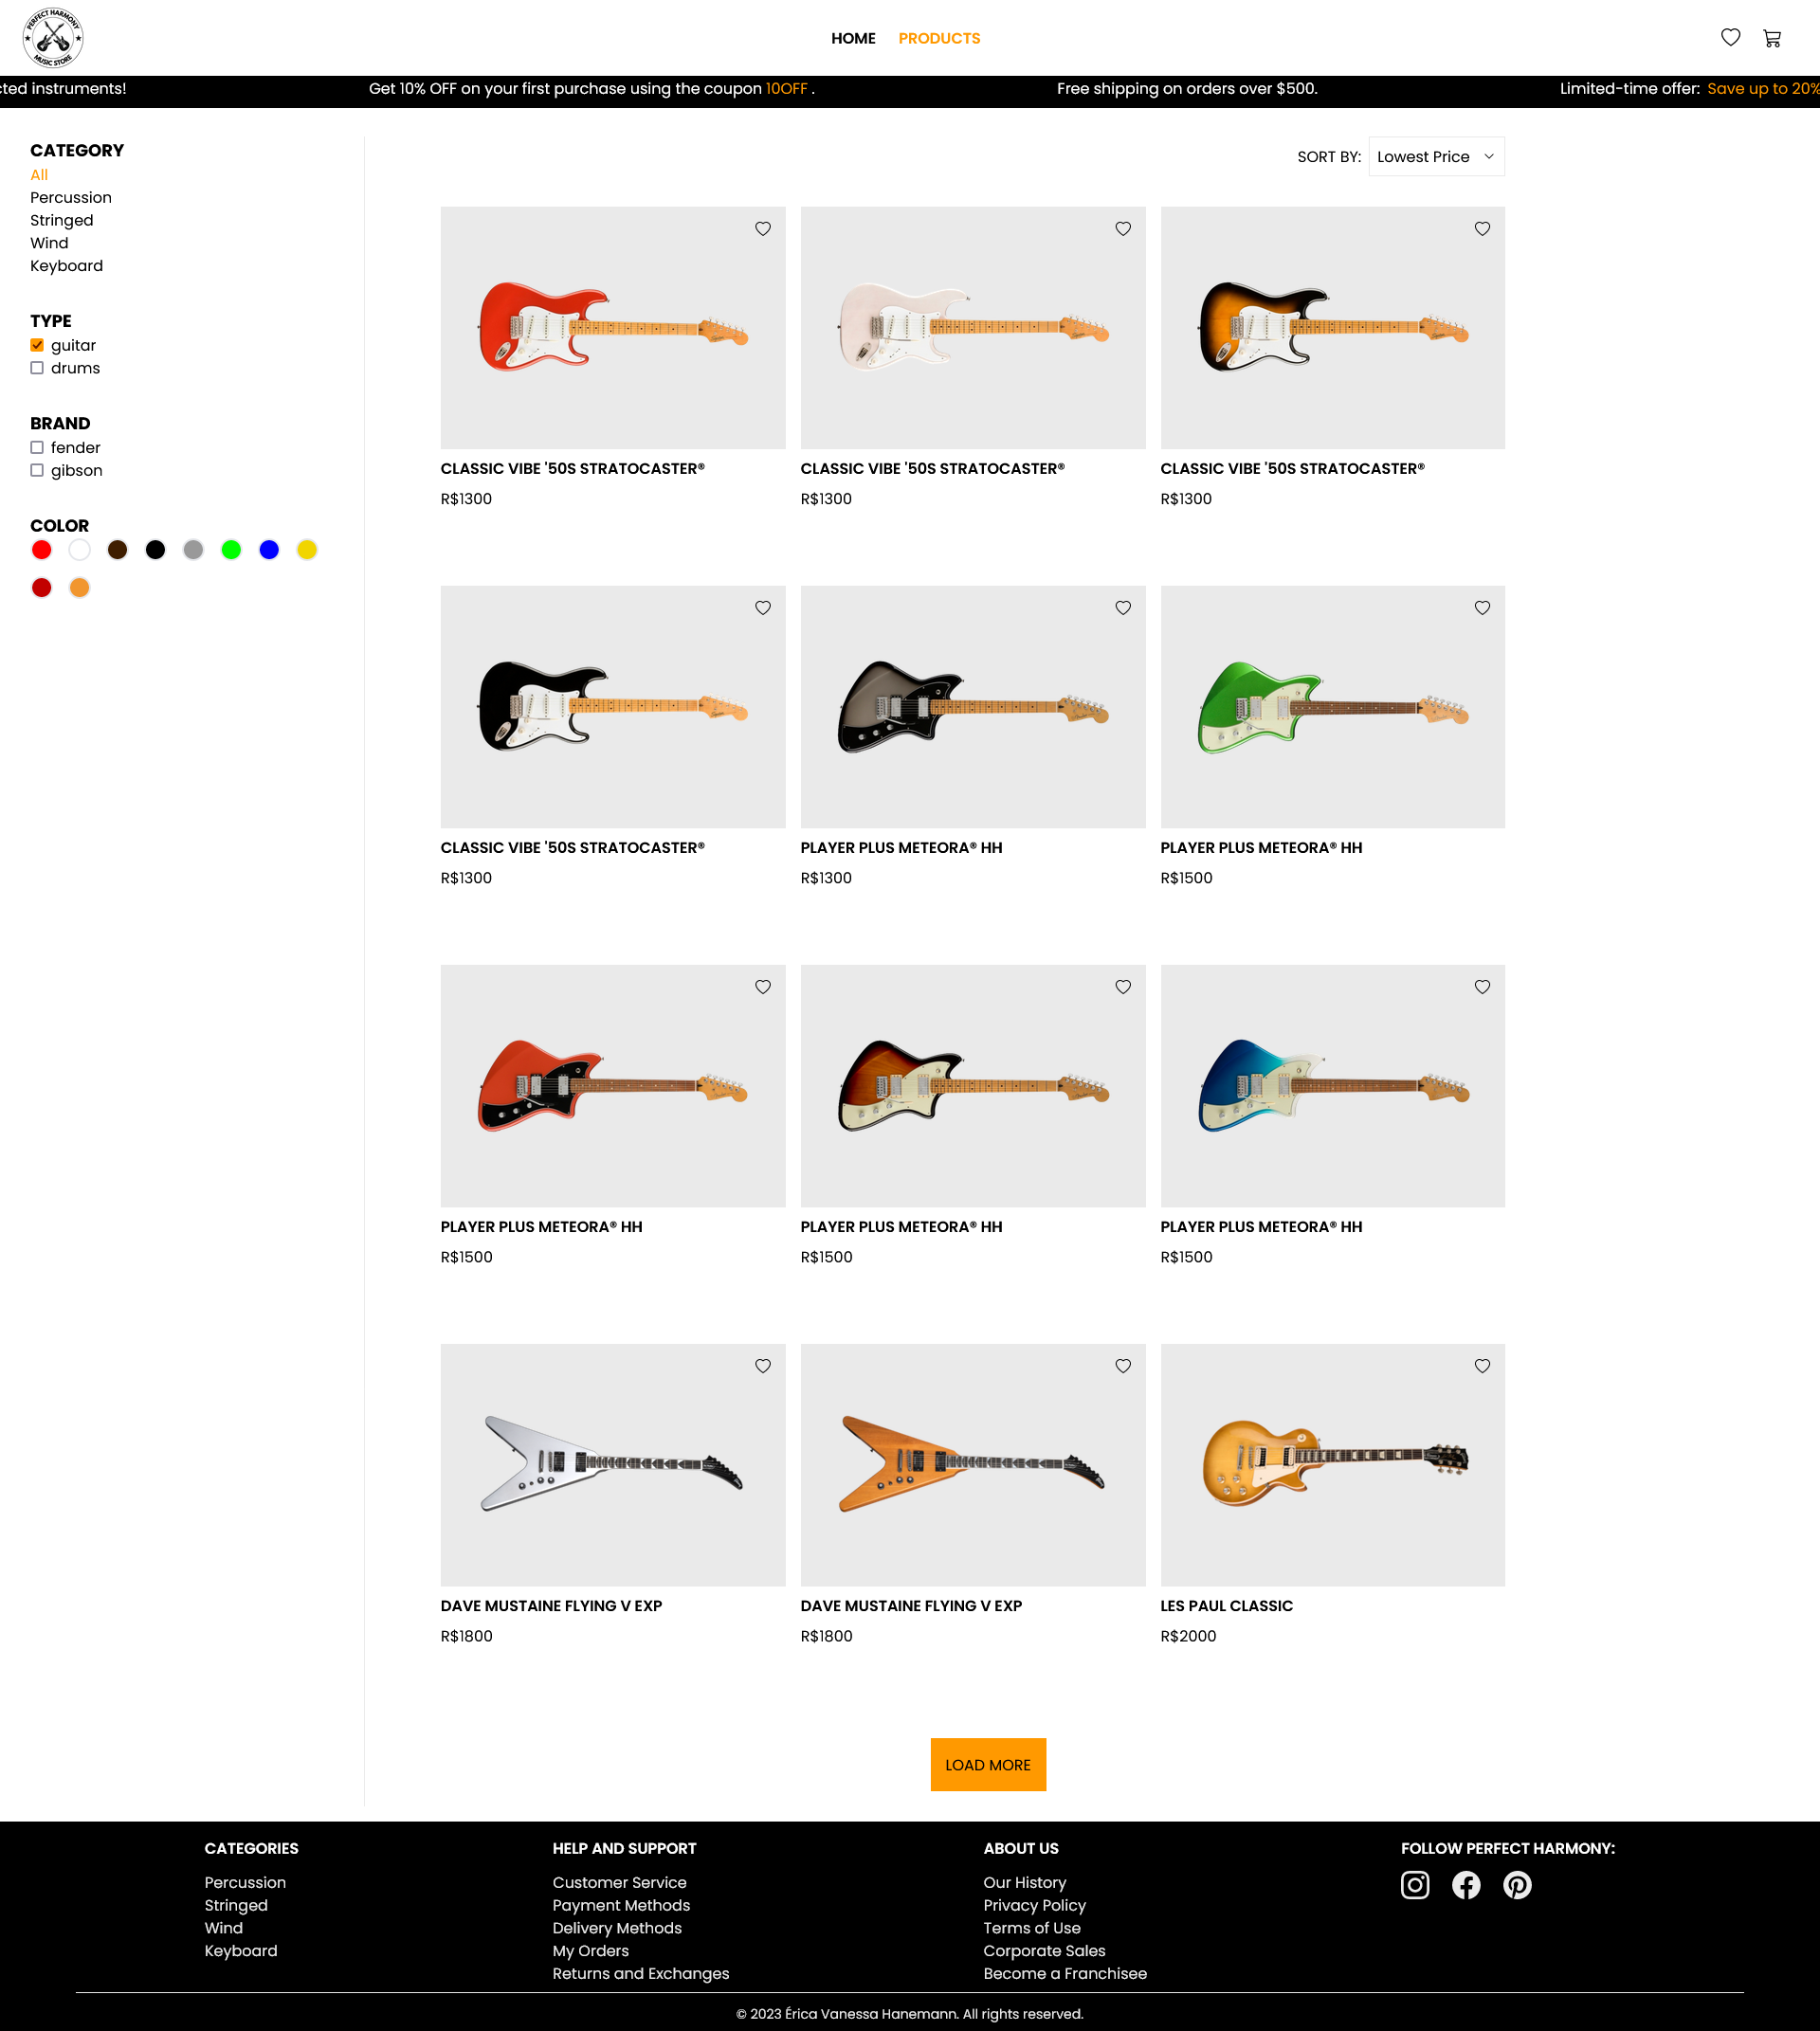 PERFECT HARMONY
MUSIC STORE
HOME PRODUCTS
cted instruments! Get 10% OFF on your first purchase using the coupon 10OFF . Free shipping on orders over $500. Limited-time offer: Save up to 20%
CATEGORY
All
Percussion
Stringed
Wind
Keyboard
TYPE
guitar
drums
BRAND
fender
gibson
COLOR
SORT BY: Lowest Price
CLASSIC VIBE '50S STRATOCASTER® CLASSIC VIBE '50S STRATOCASTER® CLASSIC VIBE '50S STRATOCASTER®
R$1300 R$1300 R$1300
CLASSIC VIBE '50S STRATOCASTER® PLAYER PLUS METEORA® HH PLAYER PLUS METEORA® HH
R$1300 R$1300 R$1500
PLAYER PLUS METEORA® HH PLAYER PLUS METEORA® HH PLAYER PLUS METEORA® HH
R$1500 R$1500 R$1500
DAVE MUSTAINE FLYING V EXP DAVE MUSTAINE FLYING V EXP LES PAUL CLASSIC
R$1800 R$1800 R$2000
LOAD MORE
CATEGORIES
Percussion
Stringed
Wind
Keyboard
HELP AND SUPPORT
Customer Service
Payment Methods
Delivery Methods
My Orders
Returns and Exchanges
ABOUT US
Our History
Privacy Policy
Terms of Use
Corporate Sales
Become a Franchisee
FOLLOW PERFECT HARMONY:
© 2023 Érica Vanessa Hanemann. All rights reserved.